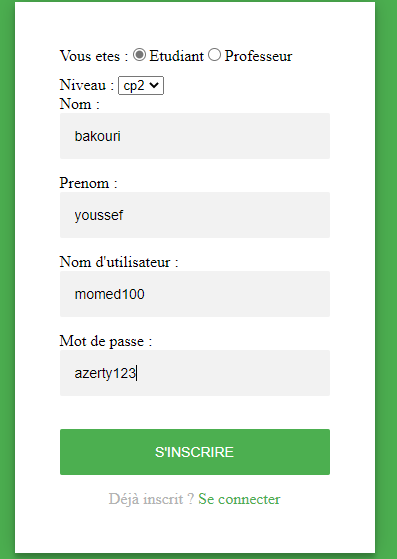 Vous etes : Etudiant Professeur
Niveau : cp2
Nom :
bakouri
Prenom :
youssef
Nom d'utilisateur :
momed100
Mot de passe :
azerty123
S'INSCRIRE
Déjà inscrit ? Se connecter